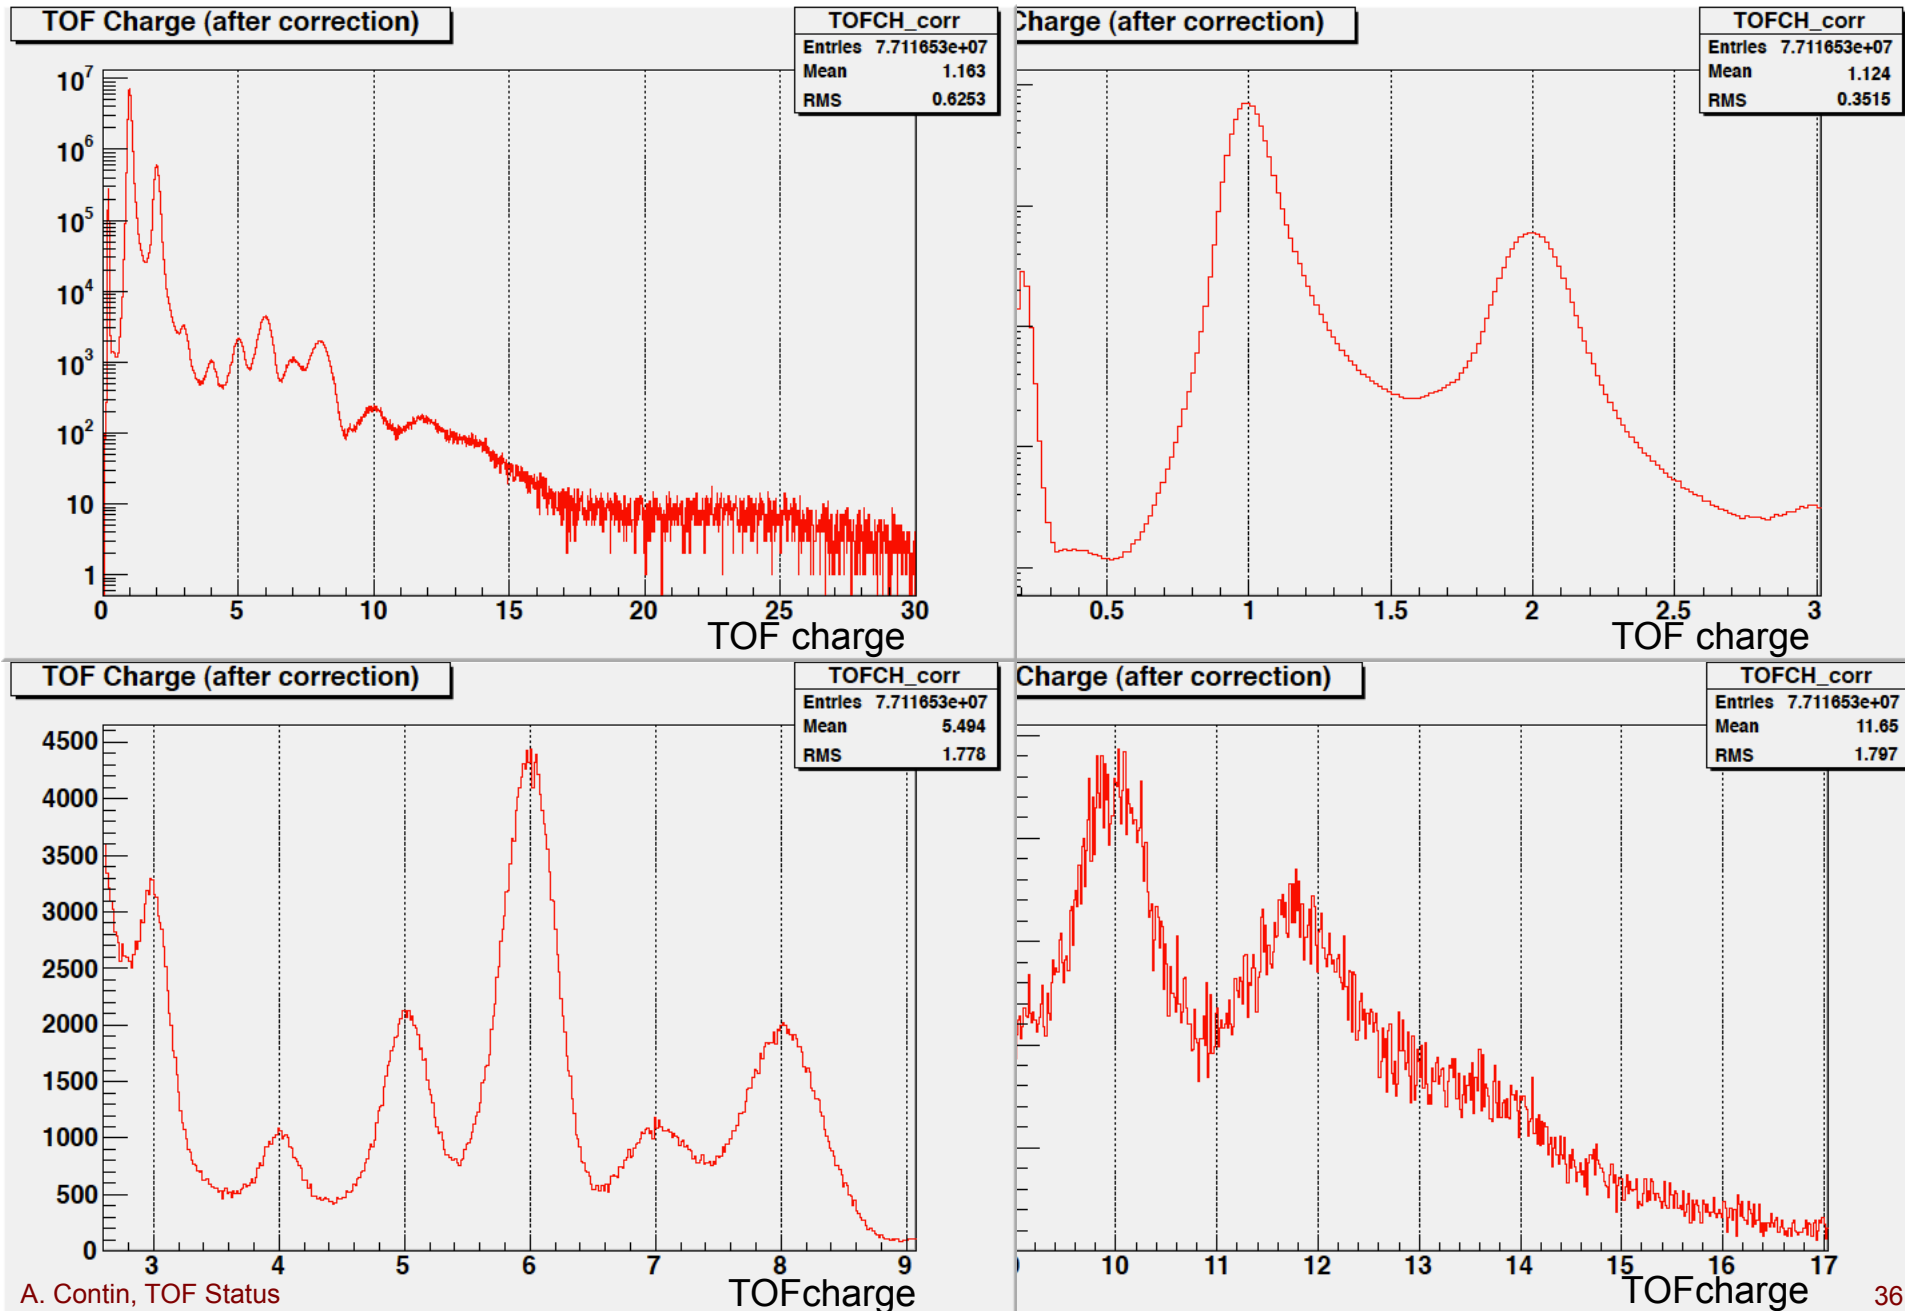 TOF Charge (after correction)
TOFCH_corr
Entries 7.711653e+07
Mean 1.163
RMS 0.6253
10^7
10^6
10^5
10^4
10^3
10^2
10
1
0 5 10 15 20 25 30
TOF charge
Charge (after correction)
TOFCH_corr
Entries 7.711653e+07
Mean 1.124
RMS 0.3515
0.5 1 1.5 2 2.5 3
TOF charge
TOF Charge (after correction)
TOFCH_corr
Entries 7.711653e+07
Mean 5.494
RMS 1.778
4500
4000
3500
3000
2500
2000
1500
1000
500
0
3 4 5 6 7 8 9
TOFcharge
Charge (after correction)
TOFCH_corr
Entries 7.711653e+07
Mean 11.65
RMS 1.797
10 11 12 13 14 15 16 17
TOFcharge
A. Contin, TOF Status
36